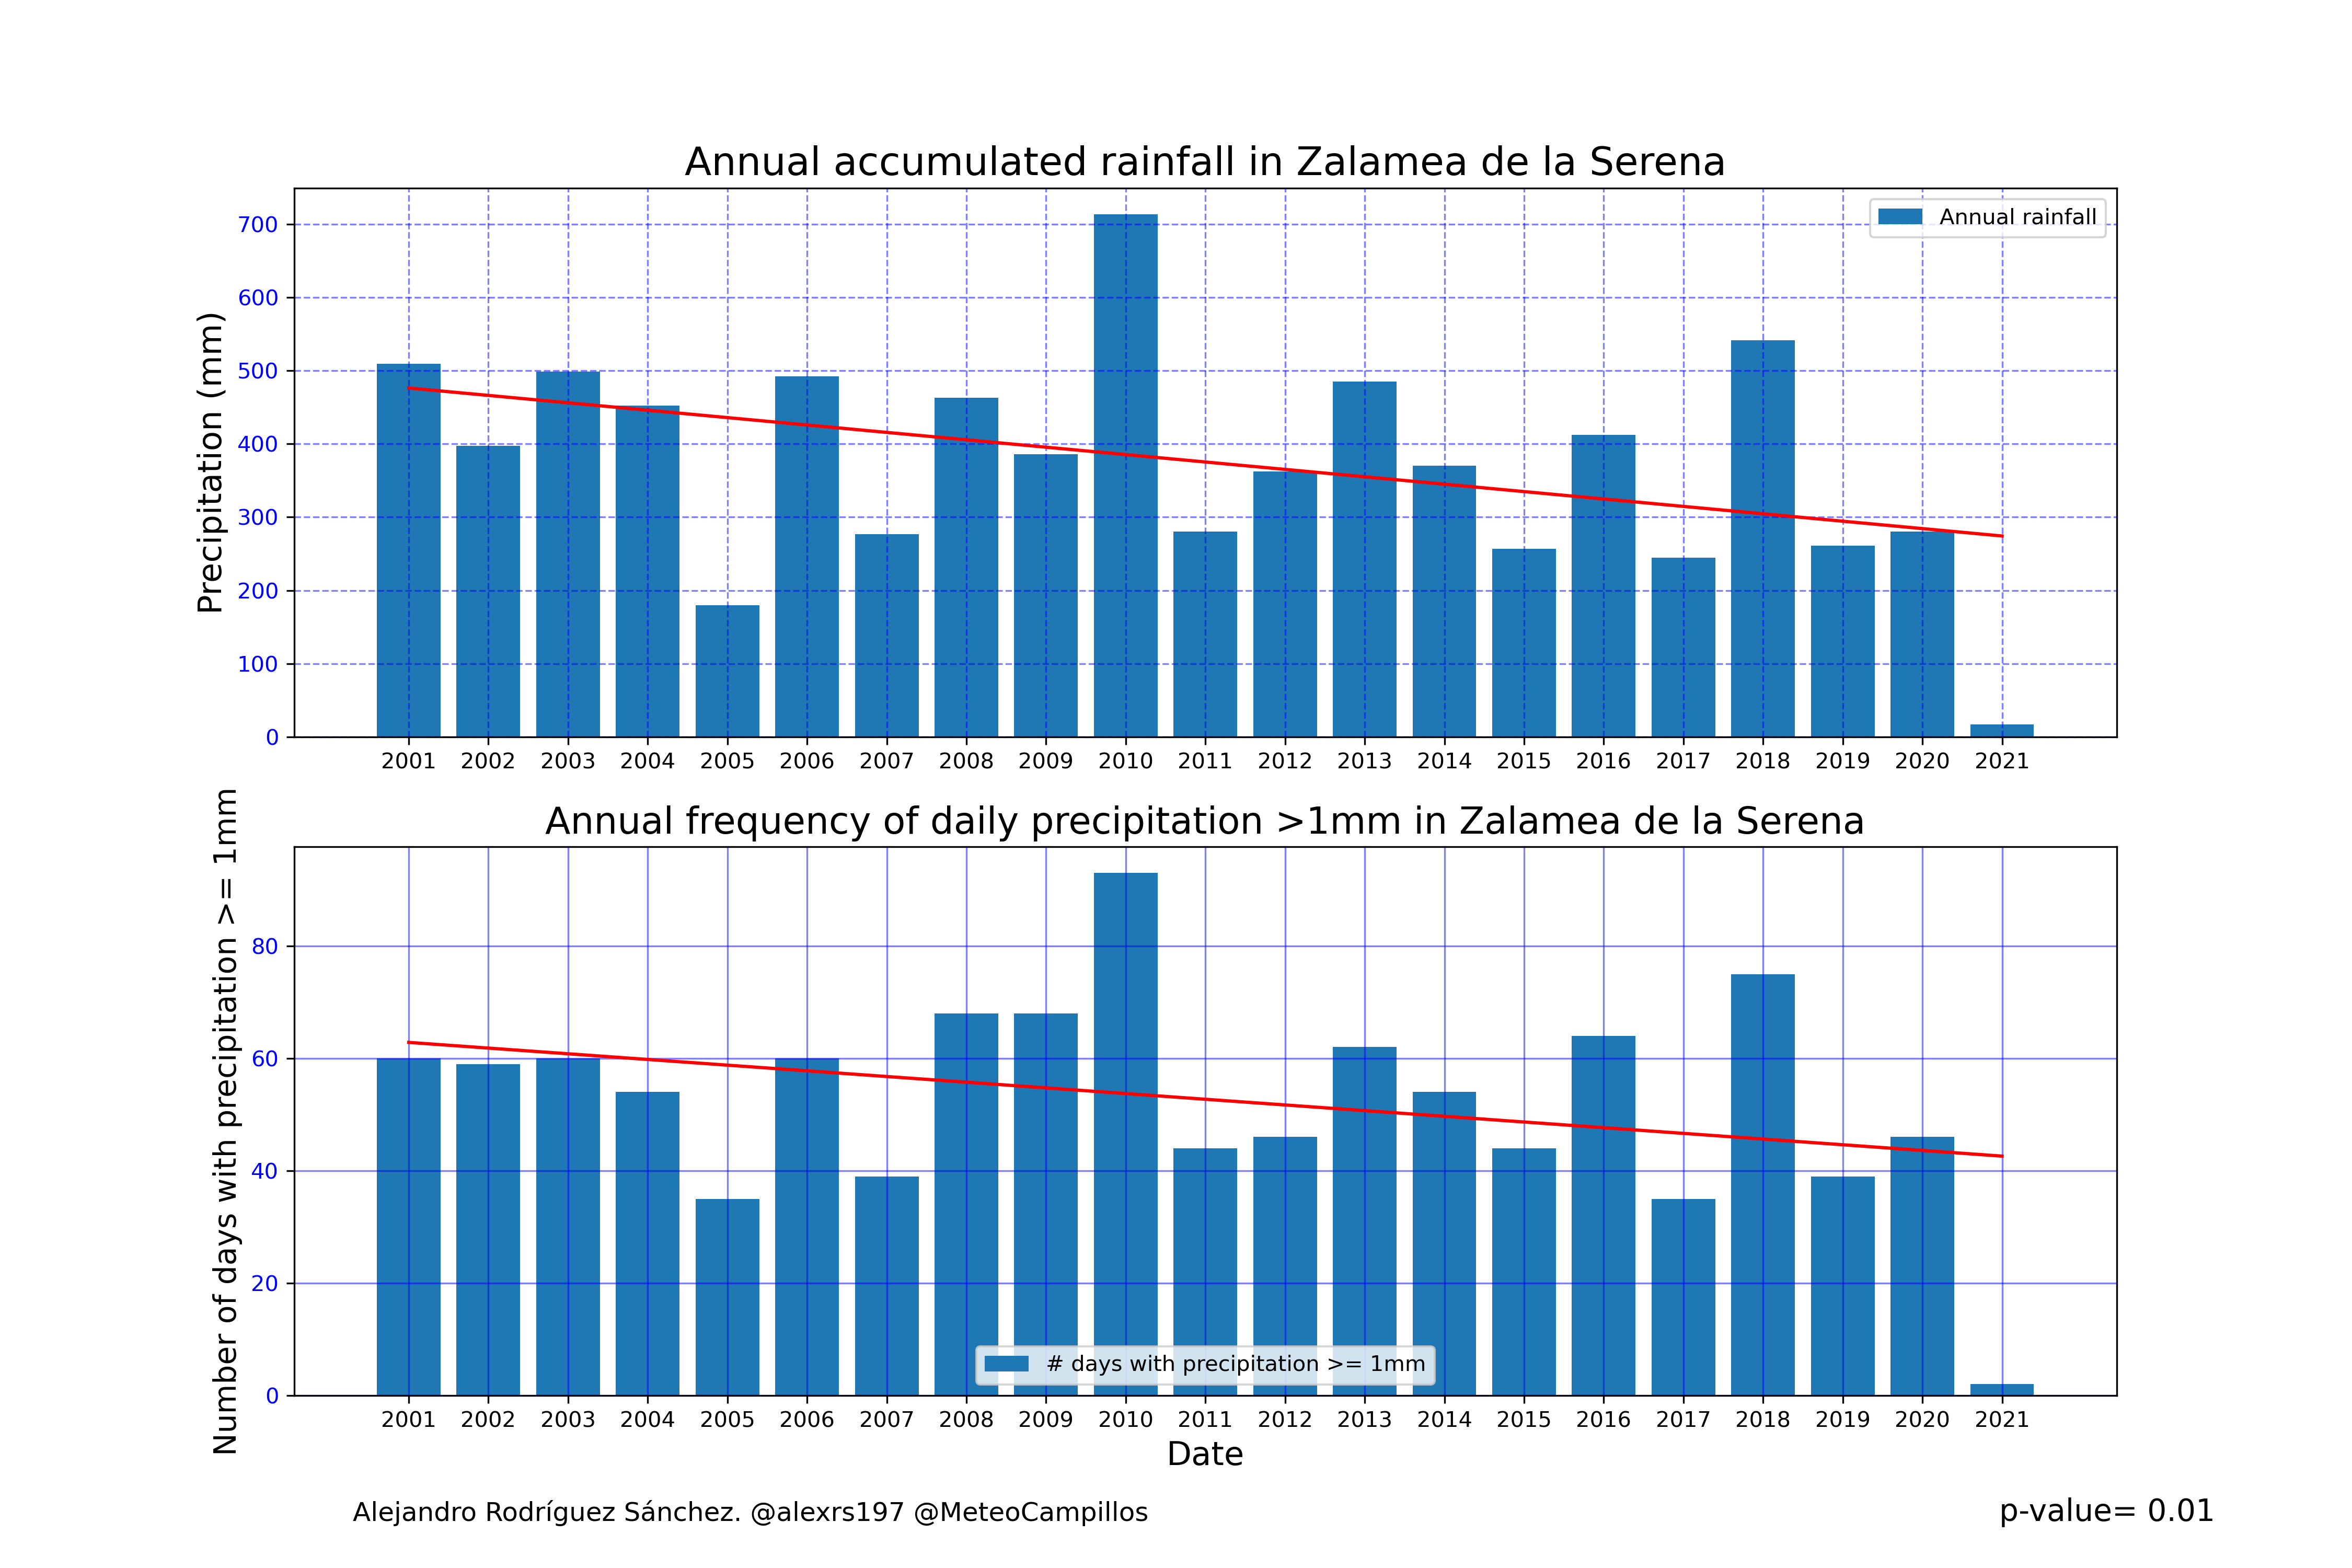 Annual accumulated rainfall in Zalamea de la Serena
Precipitation (mm)
700
600
500
400
300
200
100
0
Annual rainfall
2001 2002 2003 2004 2005 2006 2007 2008 2009 2010 2011 2012 2013 2014 2015 2016 2017 2018 2019 2020 2021
Annual frequency of daily precipitation >1mm in Zalamea de la Serena
Number of days with precipitation >= 1mm
80
60
40
20
0
# days with precipitation >= 1mm
2001 2002 2003 2004 2005 2006 2007 2008 2009 2010 2011 2012 2013 2014 2015 2016 2017 2018 2019 2020 2021
Date
Alejandro Rodríguez Sánchez. @alexrs197 @MeteoCampillos
p-value= 0.01